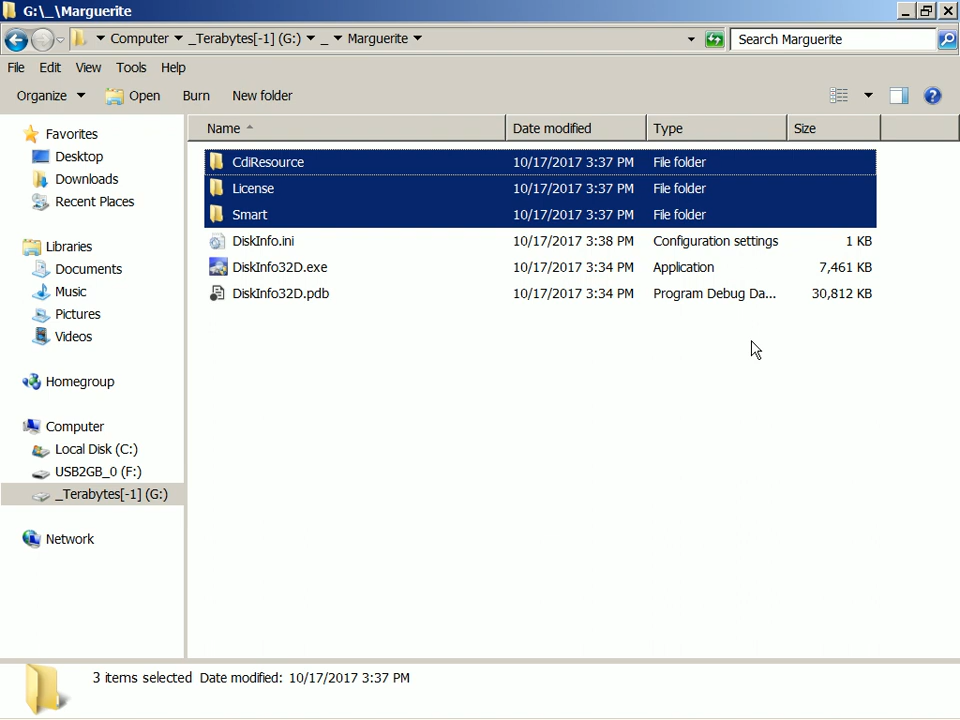 G:\_\Marguerite
Computer _Terabytes[-1] (G:) _ Marguerite Search Marguerite
File Edit View Tools Help
Organize Open Burn New folder
Favorites
Desktop
Downloads
Recent Places
Libraries
Documents
Music
Pictures
Videos
Homegroup
Computer
Local Disk (C:)
USB2GB_0 (F:)
_Terabytes[-1] (G:)
Network
Name Date modified Type Size
CdiResource 10/17/2017 3:37 PM File folder
License 10/17/2017 3:37 PM File folder
Smart 10/17/2017 3:37 PM File folder
DiskInfo.ini 10/17/2017 3:38 PM Configuration settings 1 KB
DiskInfo32D.exe 10/17/2017 3:34 PM Application 7,461 KB
DiskInfo32D.pdb 10/17/2017 3:34 PM Program Debug Da... 30,812 KB
3 items selected Date modified: 10/17/2017 3:37 PM